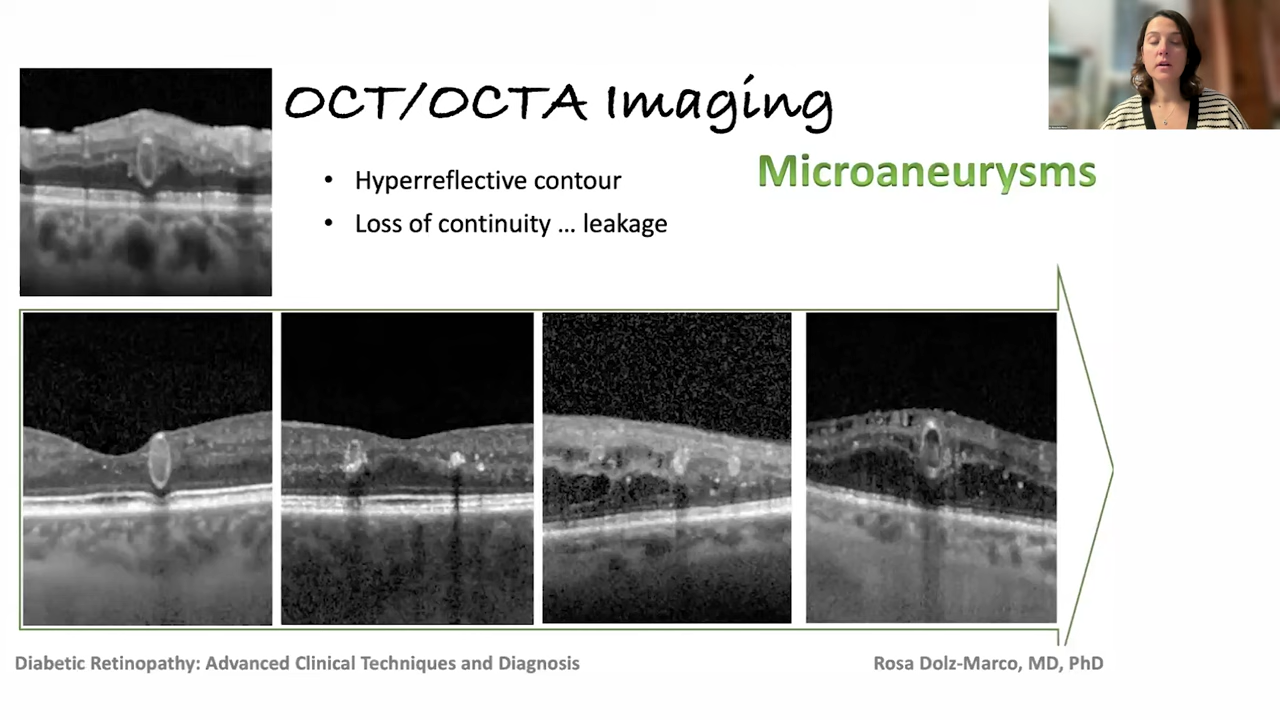 OCT/OCTA Imaging
Microaneurysms
• Hyperreflective contour
• Loss of continuity ... leakage
Diabetic Retinopathy: Advanced Clinical Techniques and Diagnosis
Rosa Dolz-Marco, MD, PhD